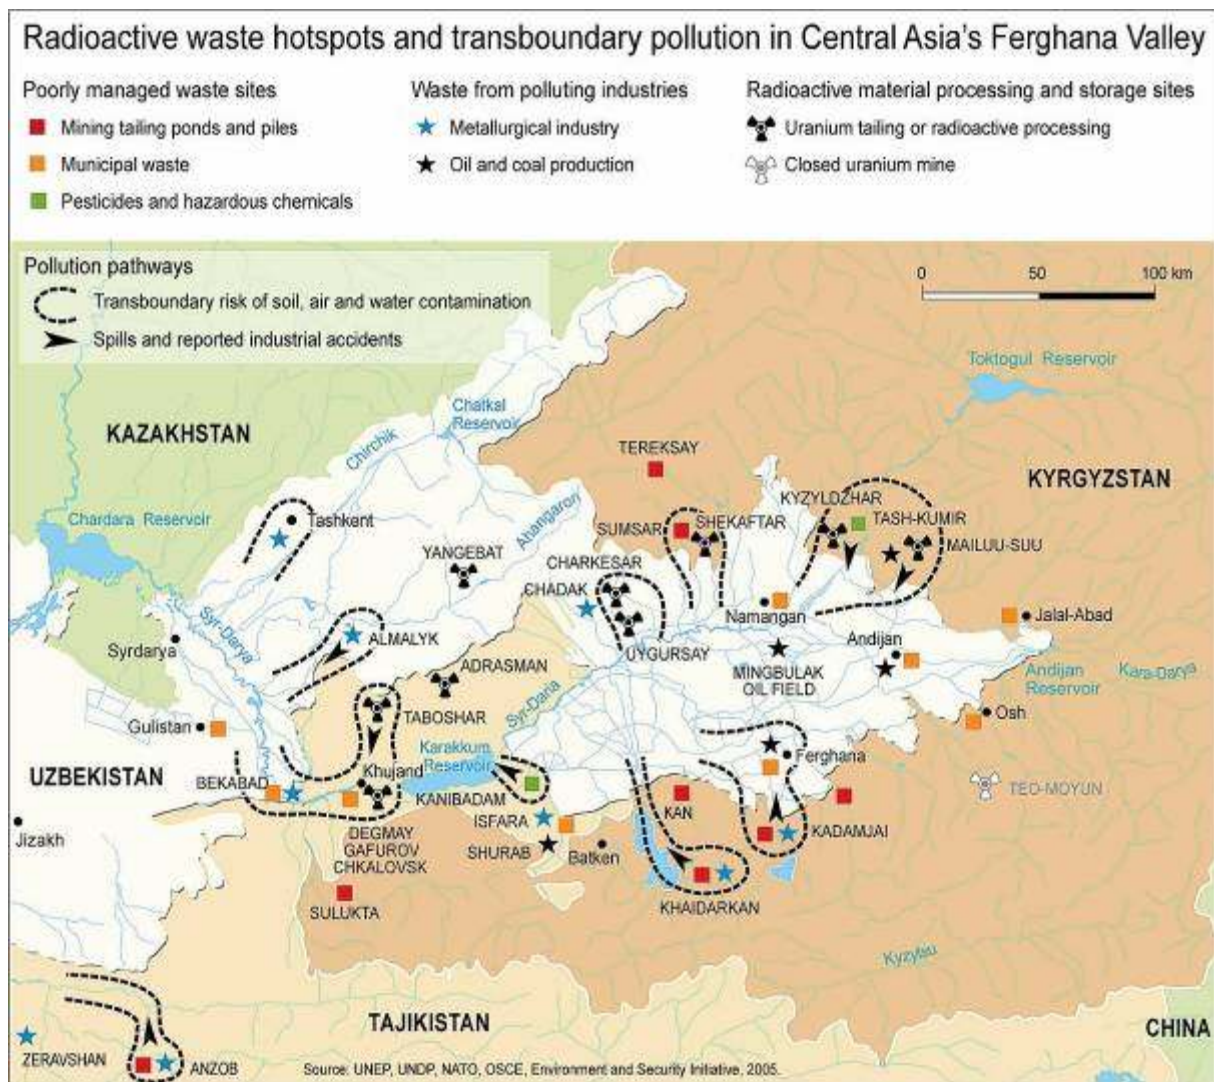 Radioactive waste hotspots and transboundary pollution in Central Asia's Ferghana Valley
Poorly managed waste sites
Mining tailing ponds and piles
Municipal waste
Pesticides and hazardous chemicals
Waste from polluting industries
Metallurgical industry
Oil and coal production
Radioactive material processing and storage sites
Uranium tailing or radioactive processing
Closed uranium mine
Pollution pathways
Transboundary risk of soil, air and water contamination
Spills and reported industrial accidents
0 50 100 km
Toktogul Reservoir
KAZAKHSTAN
Chatkal
Reservoir
Chirchik
TEREKSAY
KYRGYZSTAN
Chardara Reservoir
Tashkent
Ahangaron
KYZYLDZHAR
TASH-KUMIR
SUMSAR
SHEKAFTAR
MAILUU-SUU
YANGEBAT
CHARKESAR
CHADAK
Namangan
Jalal-Abad
Syr-Darya
Syrdarya
ALMALYK
UYGURSAY
Andijan
MINGBULAK
OIL FIELD
Andijan
Reservoir
Kara-Darya
ADRASMAN
TABOSHAR
Syr-Daria
Osh
Gulistan
Karakkum
Reservoir
Ferghana
UZBEKISTAN
BEKABAD
Khujand
KANIBADAM
TEO-MOYUN
ISFARA
KAN
KADAMJAI
Jizakh
DEGMAY
GAFUROV
CHKALOVSK
SHURAB
Batken
SULUKTA
KHAIDARKAN
Kyzylsu
TAJIKISTAN
CHINA
ZERAVSHAN
ANZOB
Source: UNEP, UNDP, NATO, OSCE, Environment and Security Initiative, 2005.